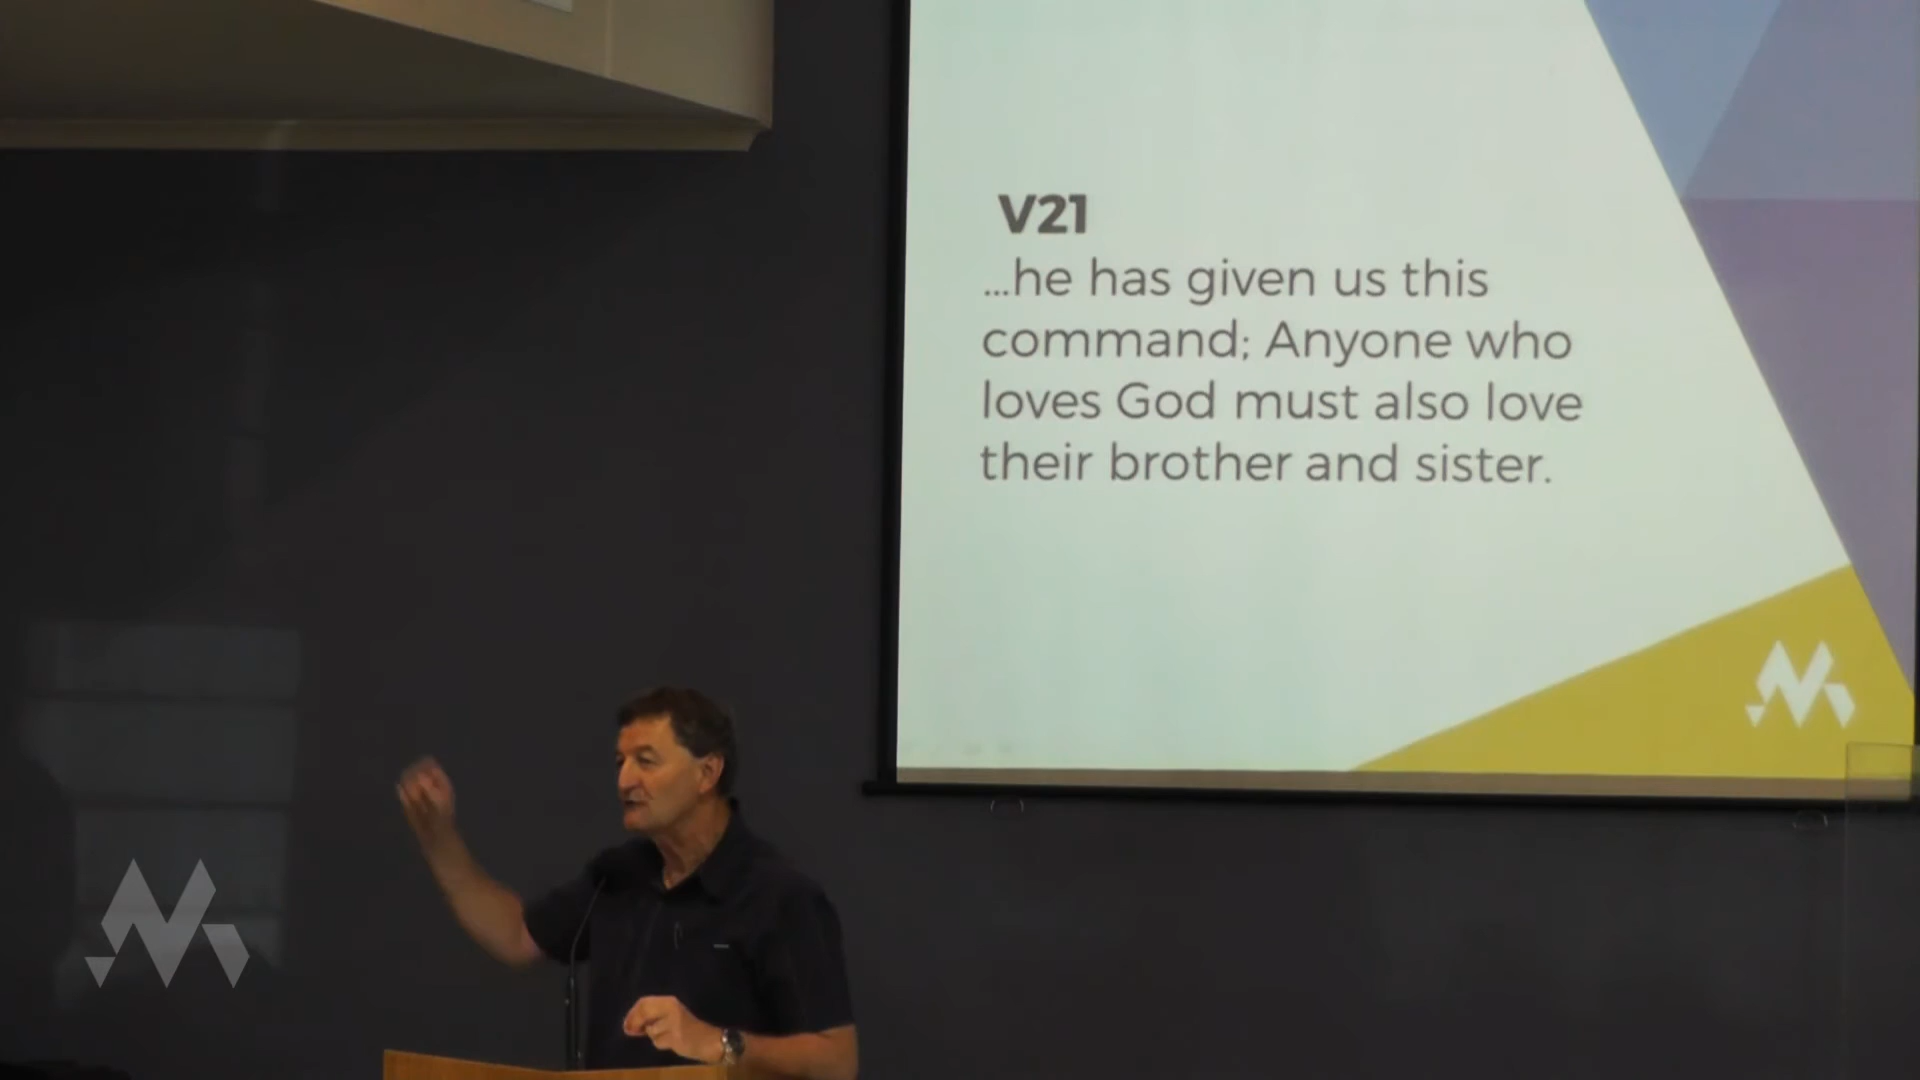 V21
...he has given us this
command; Anyone who
loves God must also love
their brother and sister.